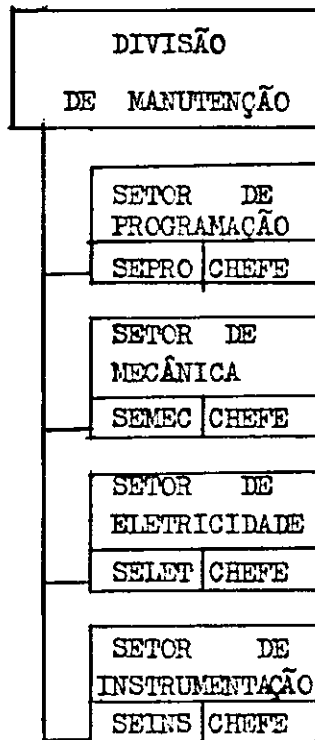 DIVISÃO
DE MANUTENÇÃO
SETOR DE
PROGRAMAÇÃO
SEPRO CHEFE
SETOR DE
MECÂNICA
SEMEC CHEFE
SETOR DE
ELETRICIDADE
SELET CHEFE
SETOR DE
INSTRUMENTAÇÃO
SEINS CHEFE